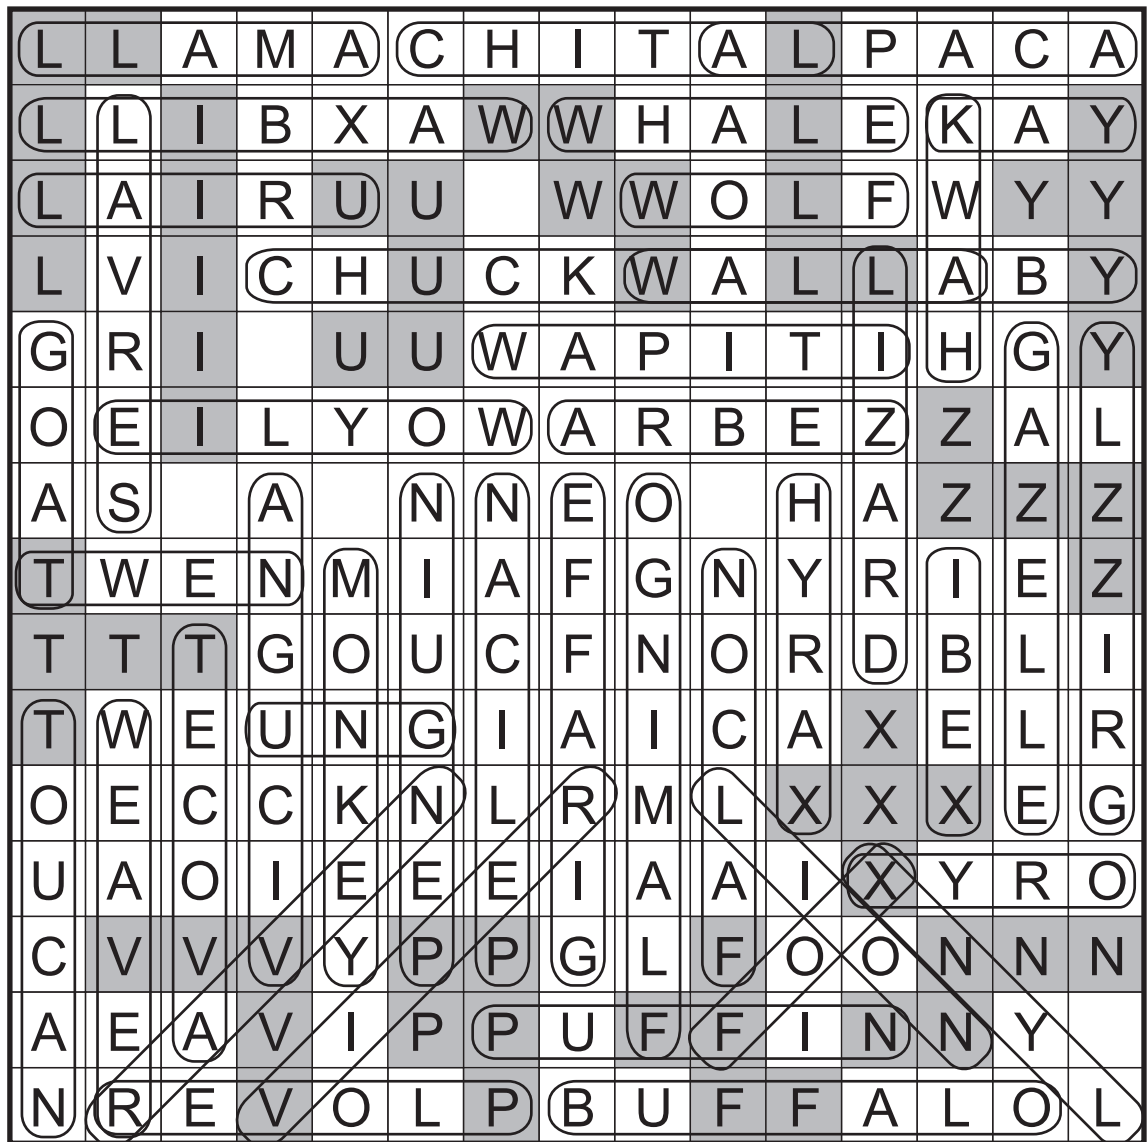 L L A M A C H I T A L P A C A
L L I B X A W W H A L E K A Y
L A I R U U W W O L F W Y Y
L V I C H U C K W A L L A B Y
G R I U U W A P I T I H G Y
O E I L Y O W A R B E Z Z A L
A S A N N E O H A Z Z Z
T W E N M I A F G N Y R I E Z
T T T G O U C F N O R D B L I
T W E U N G I A I C A X E L R
O E C C K N L R M L X X X E G
U A O I E E E I A A I X Y R O
C V V V Y P P G L F O O N N N
A E A V I P P U F F I N N Y
N R E V O L P B U F F A L O L